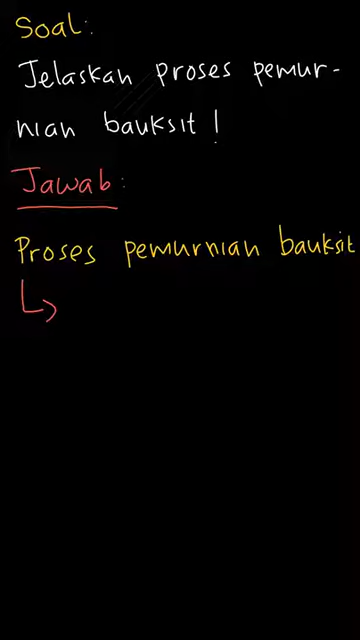 Soal:
Jelaskan proses pemur-
nian bauksit!
Jawab:
Proses pemurnian bauksit